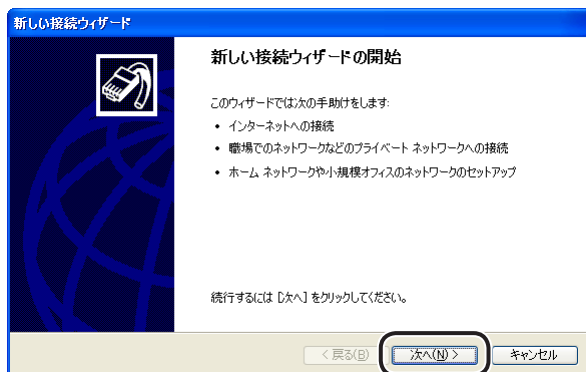 新しい接続ウィザード
新しい接続ウィザードの開始
このウィザードでは次の手助けをします:
• インターネットへの接続
• 職場でのネットワークなどのプライベート ネットワークへの接続
• ホーム ネットワークや小規模オフィスのネットワークのセットアップ
続行するには [次へ] をクリックしてください。
< 戻る(B)
次へ(N) >
キャンセル